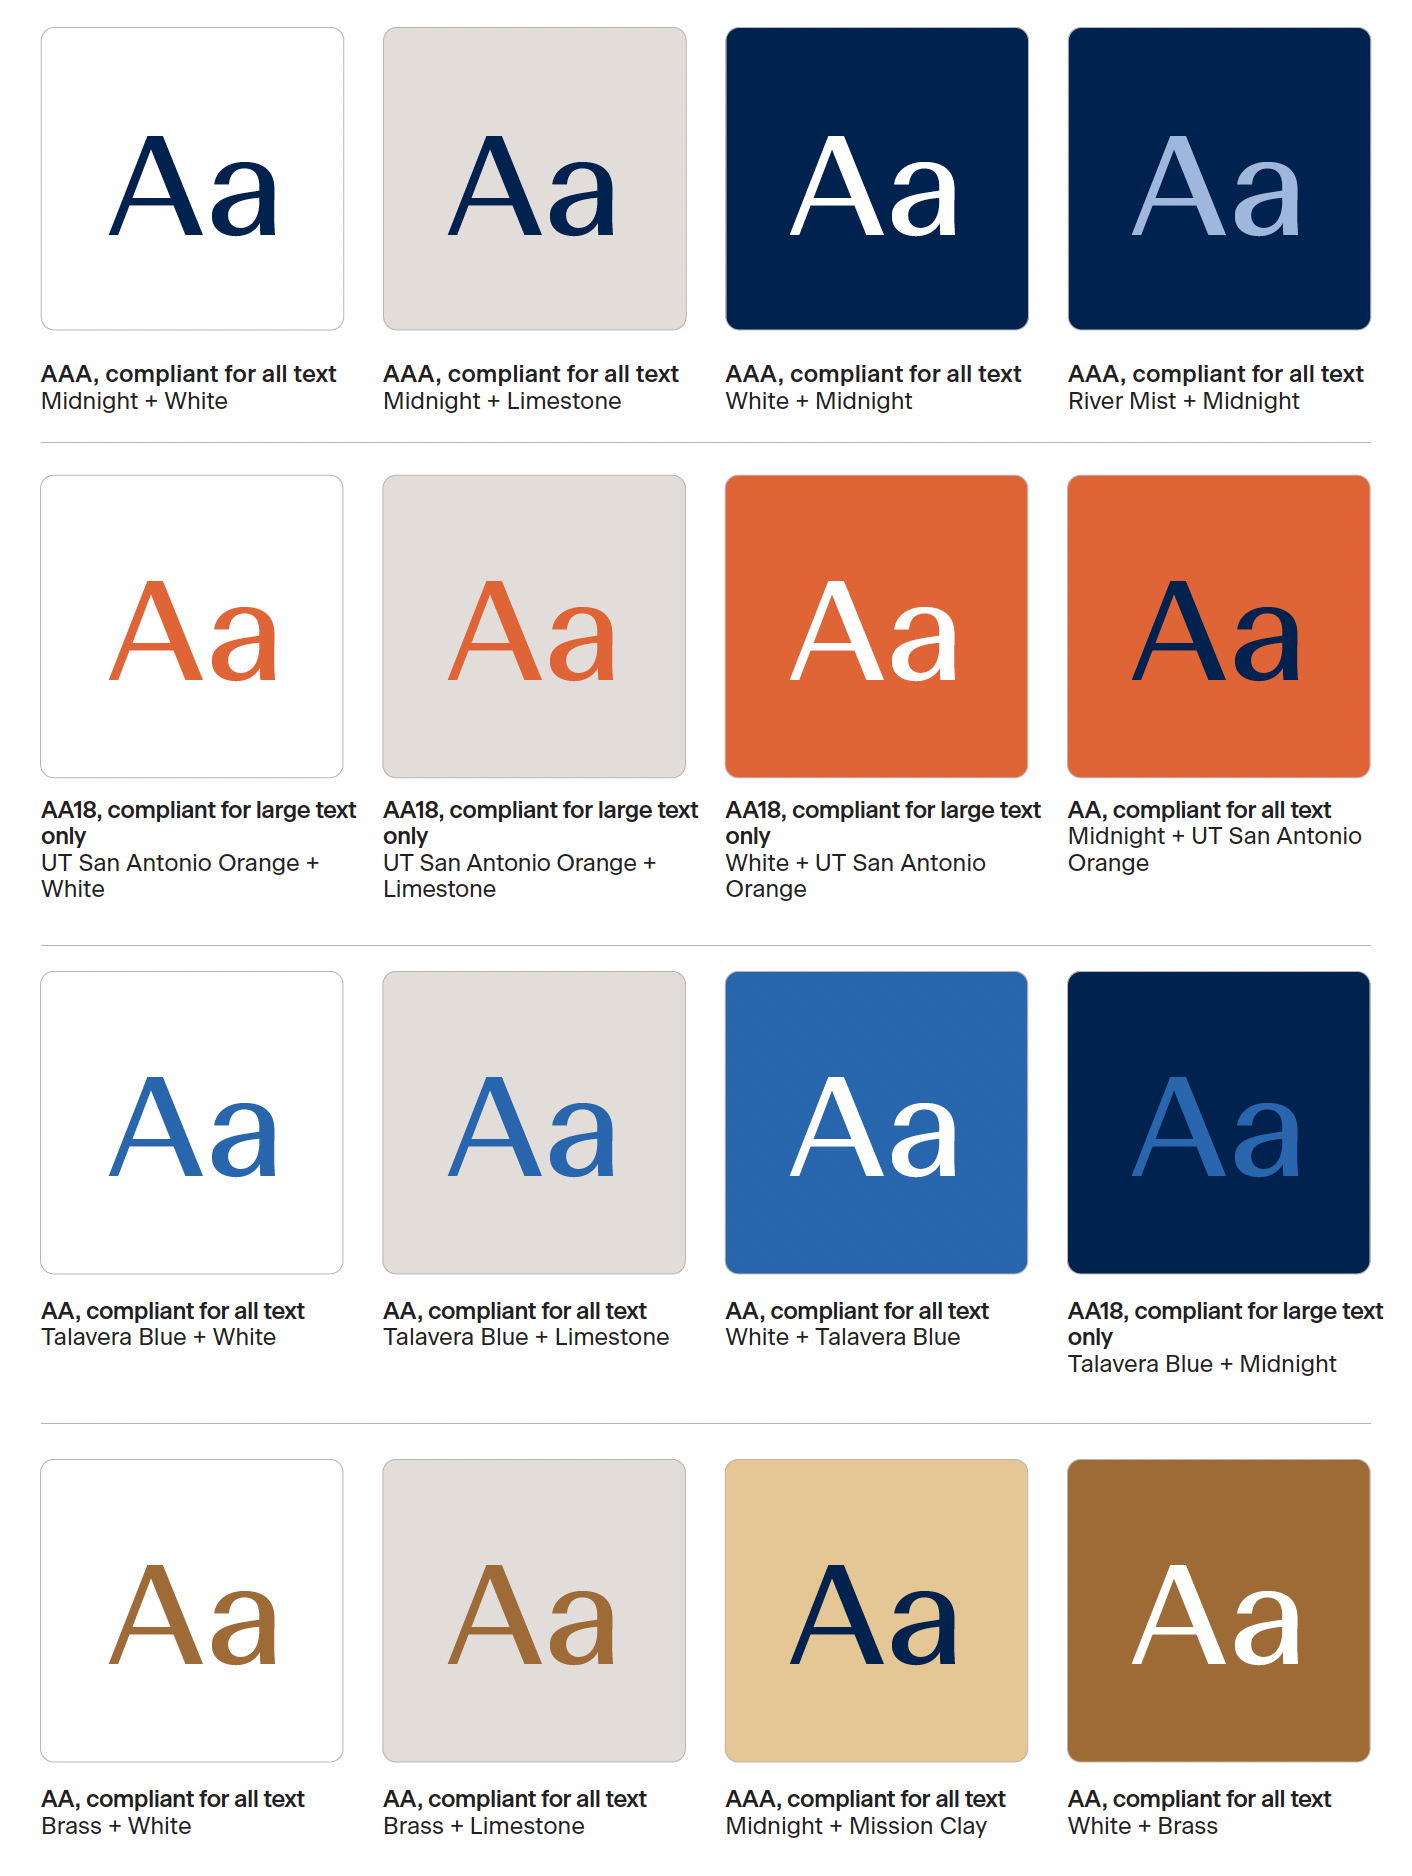 Aa
Aa
Aa
Aa
AAA, compliant for all text
Midnight + White
AAA, compliant for all text
Midnight + Limestone
AAA, compliant for all text
White + Midnight
AAA, compliant for all text
River Mist + Midnight
Aa
Aa
Aa
Aa
AA18, compliant for large text
only
UT San Antonio Orange +
White
AA18, compliant for large text
only
UT San Antonio Orange +
Limestone
AA18, compliant for large text
only
White + UT San Antonio
Orange
AA, compliant for all text
Midnight + UT San Antonio
Orange
Aa
Aa
Aa
Aa
AA, compliant for all text
Talavera Blue + White
AA, compliant for all text
Talavera Blue + Limestone
AA, compliant for all text
White + Talavera Blue
AA18, compliant for large text
only
Talavera Blue + Midnight
Aa
Aa
Aa
Aa
AA, compliant for all text
Brass + White
AA, compliant for all text
Brass + Limestone
AAA, compliant for all text
Midnight + Mission Clay
AA, compliant for all text
White + Brass